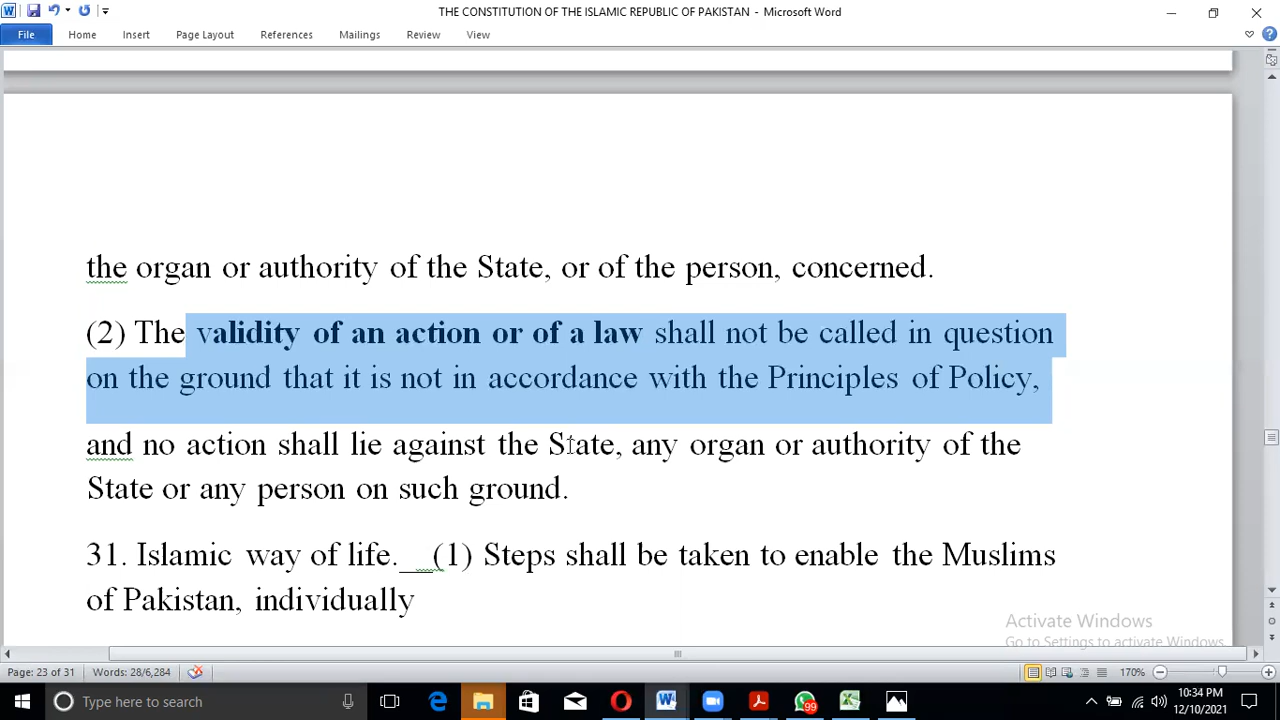 THE CONSTITUTION OF THE ISLAMIC REPUBLIC OF PAKISTAN - Microsoft Word
File Home Insert Page Layout References Mailings Review View
the organ or authority of the State, or of the person, concerned.
(2) The validity of an action or of a law shall not be called in question
on the ground that it is not in accordance with the Principles of Policy,
and no action shall lie against the State, any organ or authority of the
State or any person on such ground.
31. Islamic way of life.__(1) Steps shall be taken to enable the Muslims
of Pakistan, individually
Activate Windows
Go to Settings to activate Windows.
Page: 23 of 31 Words: 28/6,284 170%
Type here to search
99
10:34 PM
12/10/2021